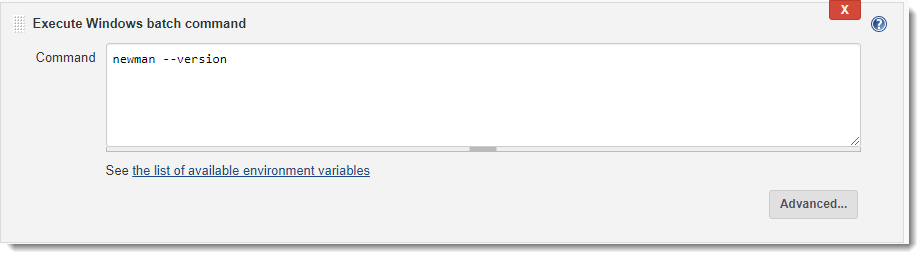 X
Execute Windows batch command
?
Command
newman --version
See the list of available environment variables
Advanced...